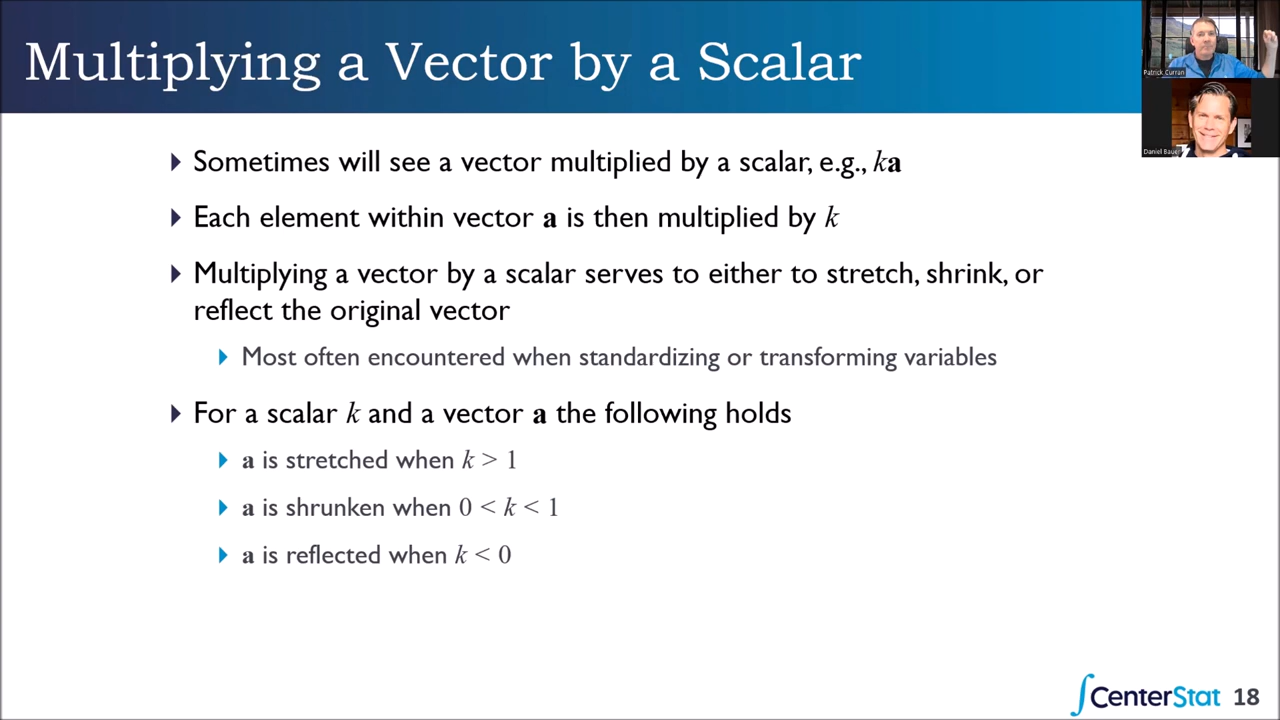 Multiplying a Vector by a Scalar
Patrick Curran
Daniel Bauer
Sometimes will see a vector multiplied by a scalar, e.g., ka
Each element within vector a is then multiplied by k
Multiplying a vector by a scalar serves to either to stretch, shrink, or
reflect the original vector
Most often encountered when standardizing or transforming variables
For a scalar k and a vector a the following holds
a is stretched when k > 1
a is shrunken when 0 < k < 1
a is reflected when k < 0
CenterStat 18